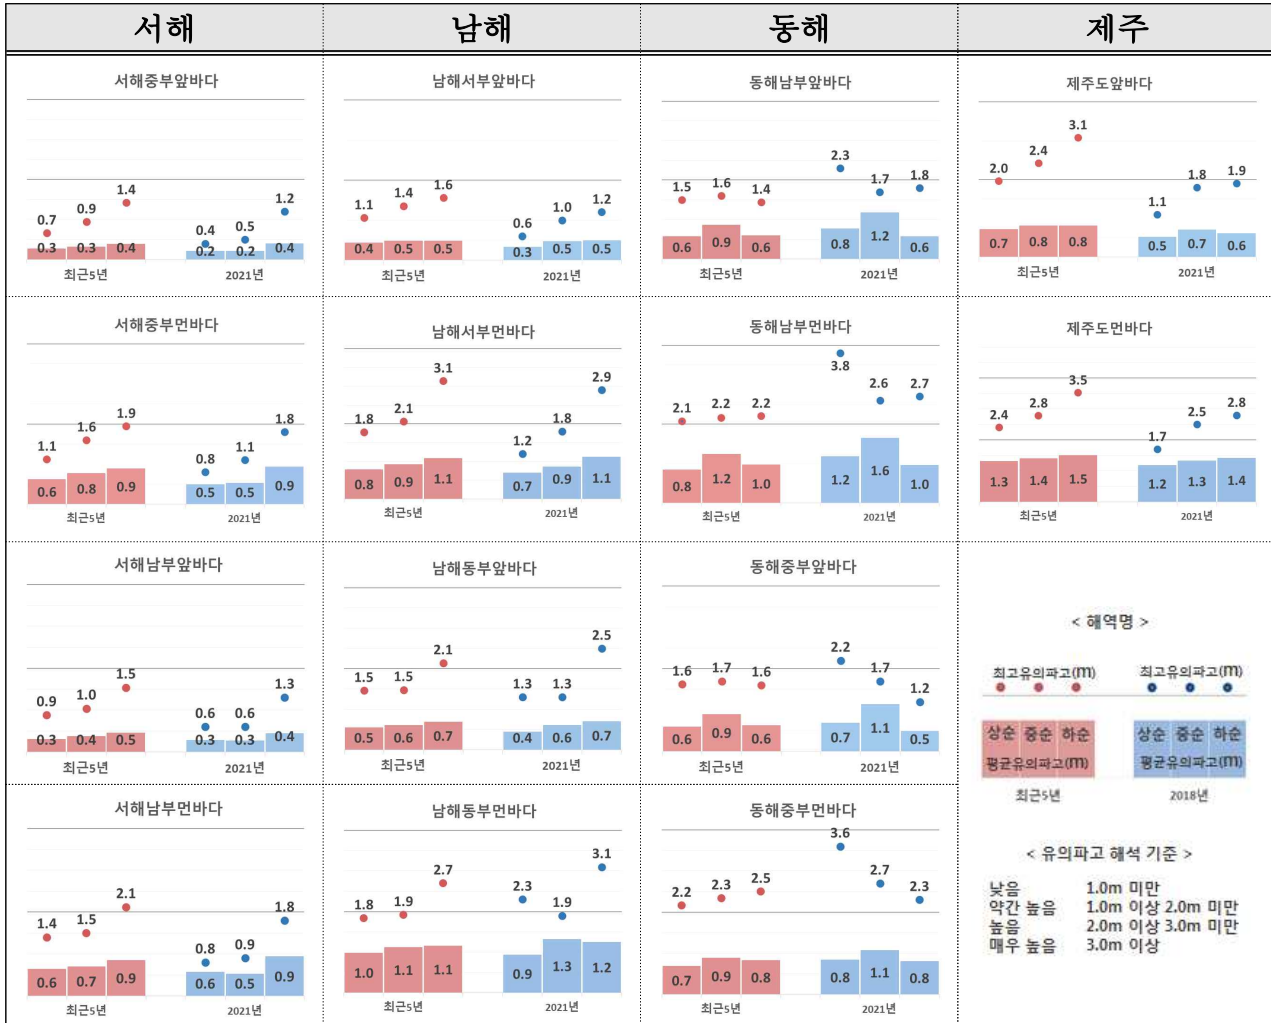 서해
남해
동해
제주
서해중부앞바다
0.7 0.9 1.4 0.4 0.5 1.2
0.3 0.3 0.4 0.2 0.2 0.4
최근5년 2021년
남해서부앞바다
1.1 1.4 1.6 0.6 1.0 1.2
0.4 0.5 0.5 0.3 0.5 0.5
최근5년 2021년
동해남부앞바다
1.5 1.6 1.4 2.3 1.7 1.8
0.6 0.9 0.6 0.8 1.2 0.6
최근5년 2021년
제주도앞바다
2.0 2.4 3.1 1.1 1.8 1.9
0.7 0.8 0.8 0.5 0.7 0.6
최근5년 2021년
서해중부먼바다
1.1 1.6 1.9 0.8 1.1 1.8
0.6 0.8 0.9 0.5 0.5 0.9
최근5년 2021년
남해서부먼바다
1.8 2.1 3.1 1.2 1.8 2.9
0.8 0.9 1.1 0.7 0.9 1.1
최근5년 2021년
동해남부먼바다
2.1 2.2 2.2 3.8 2.6 2.7
0.8 1.2 1.0 1.2 1.6 1.0
최근5년 2021년
제주도먼바다
2.4 2.8 3.5 1.7 2.5 2.8
1.3 1.4 1.5 1.2 1.3 1.4
최근5년 2021년
서해남부앞바다
0.9 1.0 1.5 0.6 0.6 1.3
0.3 0.4 0.5 0.3 0.3 0.4
최근5년 2021년
남해동부앞바다
1.5 1.5 2.1 1.3 1.3 2.5
0.5 0.6 0.7 0.4 0.6 0.7
최근5년 2021년
동해중부앞바다
1.6 1.7 1.6 2.2 1.7 1.2
0.6 0.9 0.6 0.7 1.1 0.5
최근5년 2021년
< 해역명 >
최고유의파고(m) 최고유의파고(m)
상순 중순 하순 상순 중순 하순
평균유의파고(m) 평균유의파고(m)
최근5년 2018년
서해남부먼바다
1.4 1.5 2.1 0.8 0.9 1.8
0.6 0.7 0.9 0.6 0.5 0.9
최근5년 2021년
남해동부먼바다
1.8 1.9 2.7 2.3 1.9 3.1
1.0 1.1 1.1 0.9 1.3 1.2
최근5년 2021년
동해중부먼바다
2.2 2.3 2.5 3.6 2.7 2.3
0.7 0.9 0.8 0.8 1.1 0.8
최근5년 2021년
< 유의파고 해석 기준 >
낮음 1.0m 미만
약간 높음 1.0m 이상 2.0m 미만
높음 2.0m 이상 3.0m 미만
매우 높음 3.0m 이상